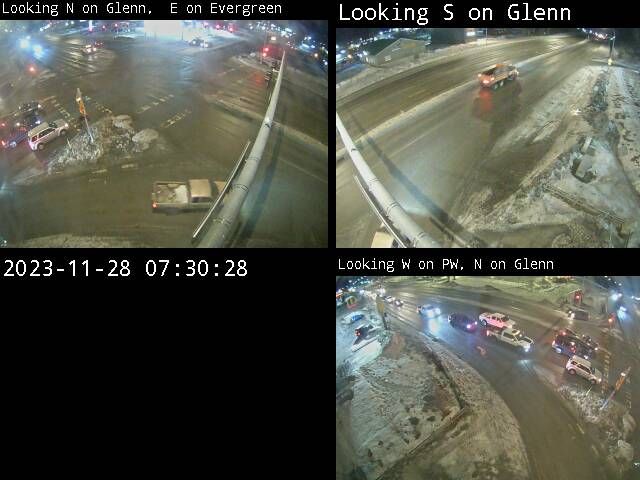 Looking N on Glenn,  E on Evergreen
Looking S on Glenn
2023-11-28 07:30:28
Looking W on PW, N on Glenn